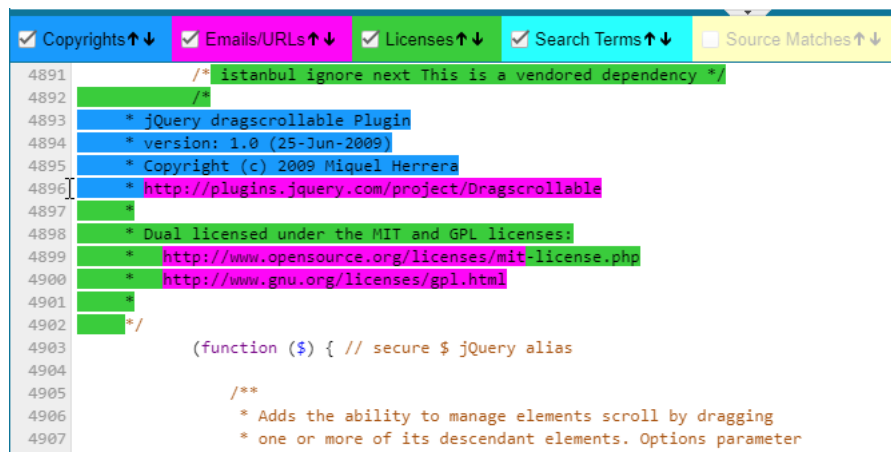 Copyrights↑↓ Emails/URLs↑↓ Licenses↑↓ Search Terms↑↓ Source Matches↑↓
4891 /* istanbul ignore next This is a vendored dependency */
4892 /*
4893 * jQuery dragscrollable Plugin
4894 * version: 1.0 (25-Jun-2009)
4895 * Copyright (c) 2009 Miquel Herrera
4896 * http://plugins.jquery.com/project/Dragscrollable
4897 *
4898 * Dual licensed under the MIT and GPL licenses:
4899 *   http://www.opensource.org/licenses/mit-license.php
4900 *   http://www.gnu.org/licenses/gpl.html
4901 *
4902 */
4903 (function ($) { // secure $ jQuery alias
4904
4905 /**
4906 * Adds the ability to manage elements scroll by dragging
4907 * one or more of its descendant elements. Options parameter